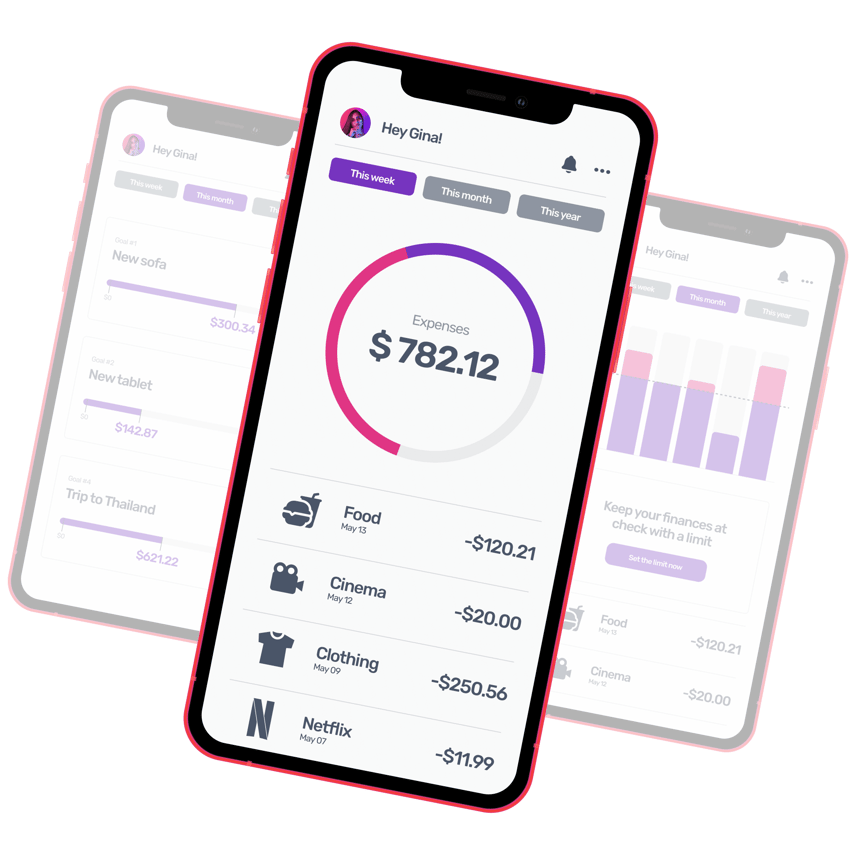 Hey Gina!
This week
This month
Goal #1
New sofa
$0
$300.34
Goal #2
New tablet
$0
$142.87
Goal #4
Trip to Thailand
$0
$621.22
Hey Gina!
This week
This month
This year
Expenses
$ 782.12
Food
May 13
-$120.21
Cinema
May 12
-$20.00
Clothing
May 09
-$250.56
N
Netflix
May 07
-$11.99
Hey Gina!
week
This month
This year
Keep your finances at
check with a limit
Set the limit now
Food
May 13
-$120.21
Cinema
May 12
-$20.00